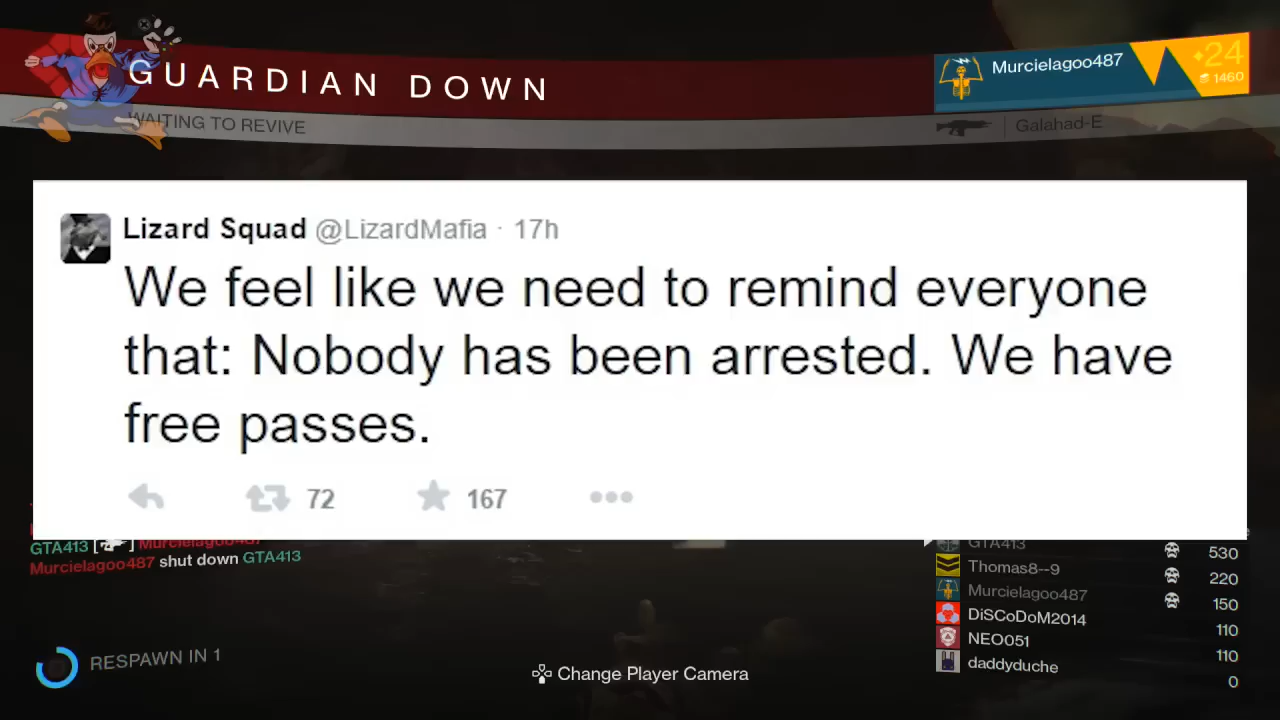 GUARDIAN DOWN
WAITING TO REVIVE
Murcielagoo487
+24
1460
Galahad-E
Lizard Squad @LizardMafia · 17h
We feel like we need to remind everyone
that: Nobody has been arrested. We have
free passes.
72 167
GTA413 [ ] Murcielagoo487
Murcielagoo487 shut down GTA413
GTA413 530
Thomas8--9 220
Murcielagoo487 150
DiSCoDoM2014 110
NEO051 110
daddyduche 0
RESPAWN IN 1
Change Player Camera